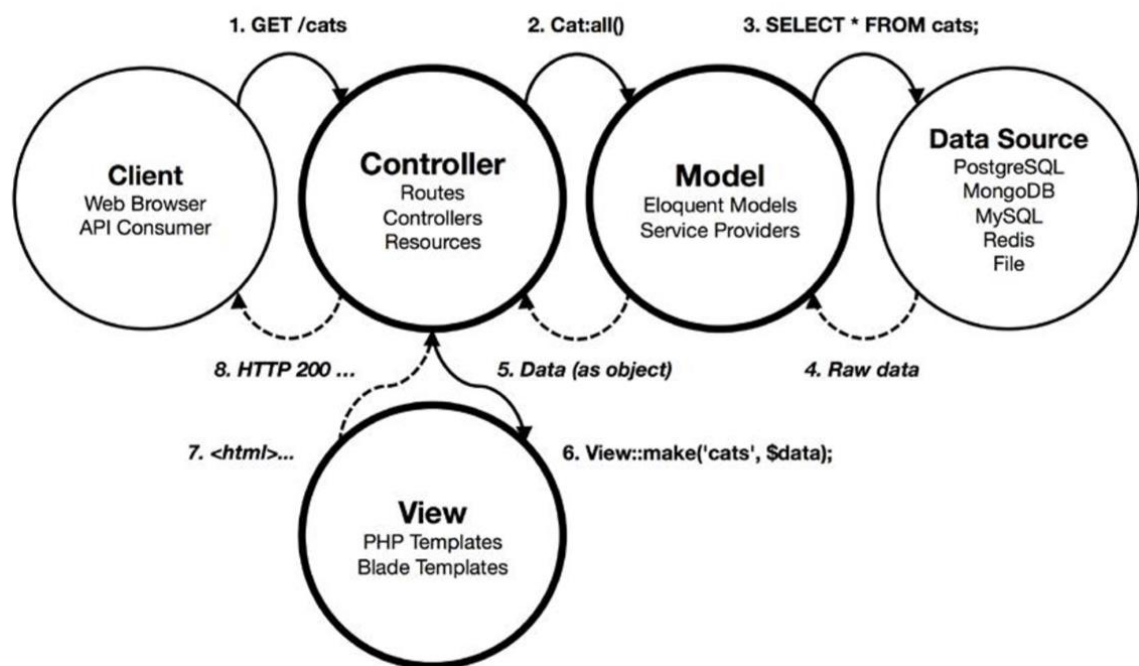 1. GET /cats
2. Cat:all()
3. SELECT * FROM cats;
Client
Web Browser
API Consumer
Controller
Routes
Controllers
Resources
Model
Eloquent Models
Service Providers
Data Source
PostgreSQL
MongoDB
MySQL
Redis
File
8. HTTP 200 ...
5. Data (as object)
4. Raw data
7. <html>...
6. View::make('cats', $data);
View
PHP Templates
Blade Templates